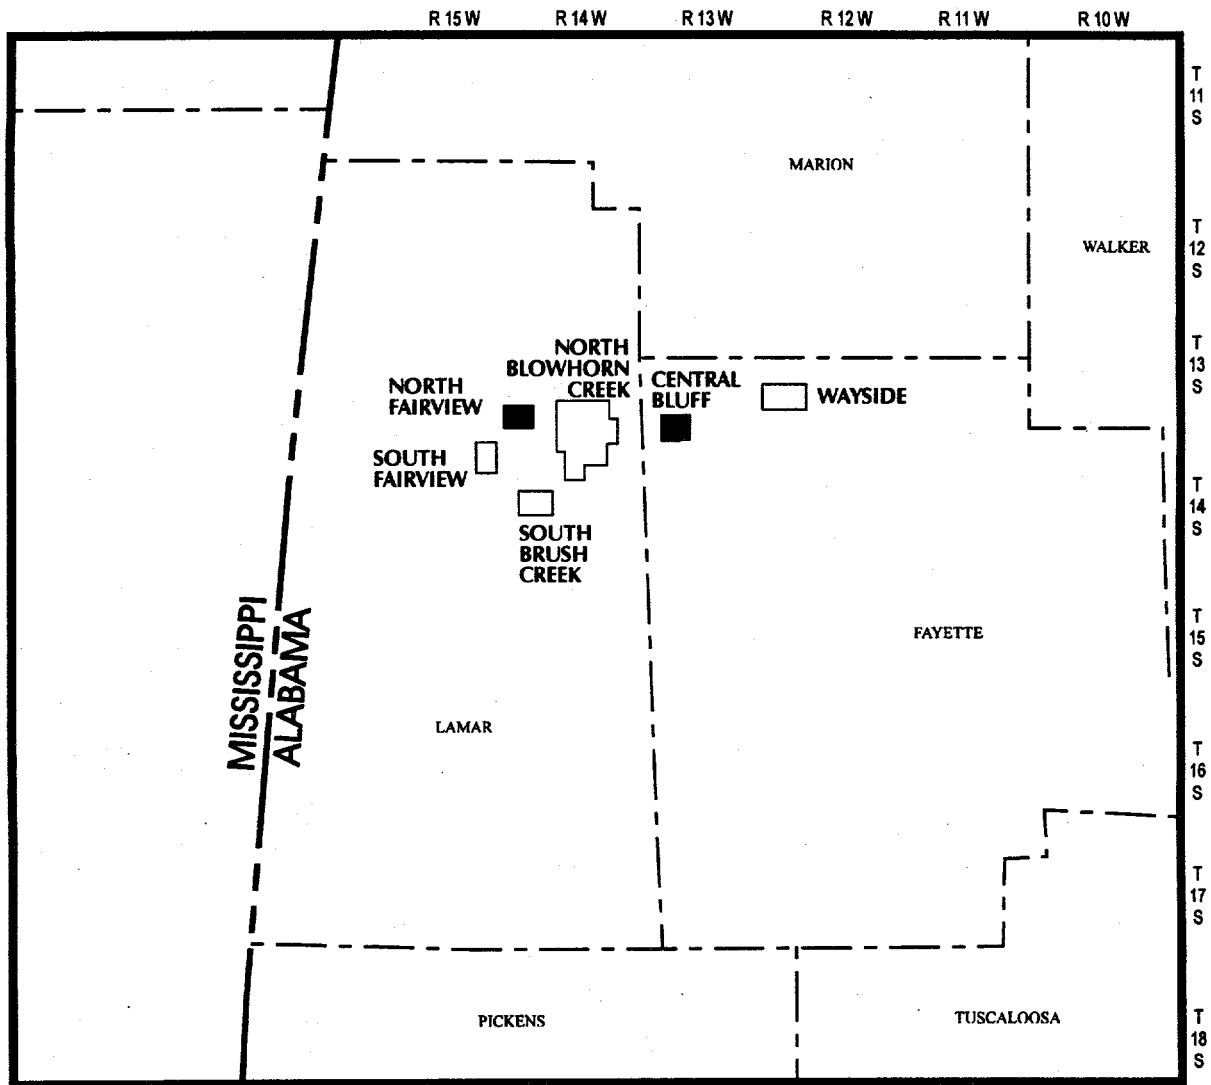 R 15 W R 14 W R 13 W R 12 W R 11 W R 10 W
T
11
S
MARION
WALKER
T
12
S
NORTH
BLOWHORN
CREEK
T
13
S
NORTH
FAIRVIEW
CENTRAL
BLUFF
WAYSIDE
SOUTH
FAIRVIEW
T
14
S
SOUTH
BRUSH
CREEK
MISSISSIPPI
ALABAMA
FAYETTE
T
15
S
LAMAR
T
16
S
T
17
S
PICKENS
TUSCALOOSA
T
18
S